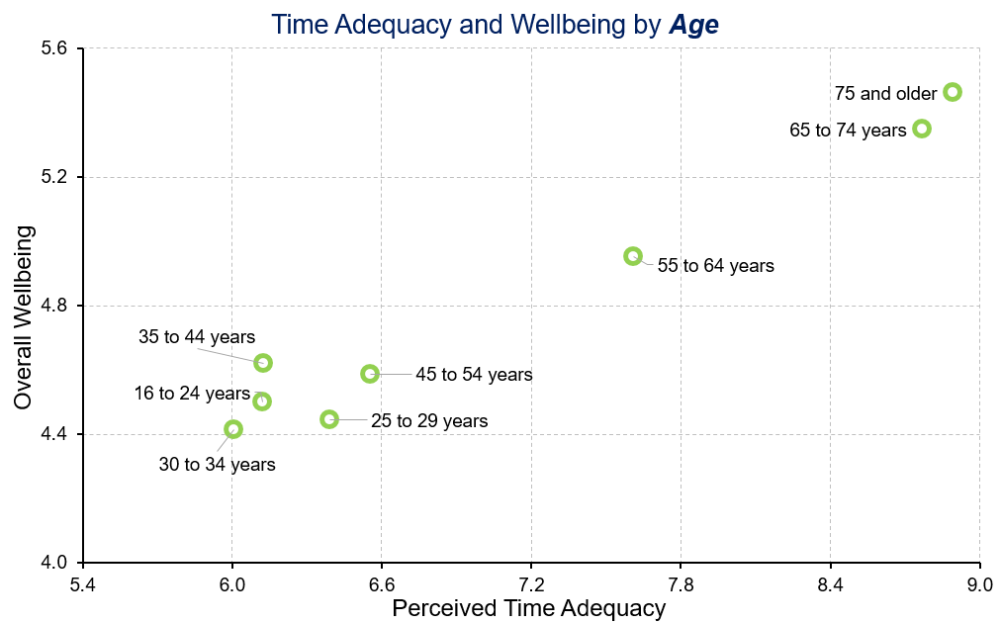 Time Adequacy and Wellbeing by Age
5.6
75 and older
65 to 74 years
5.2
55 to 64 years
4.8
35 to 44 years
45 to 54 years
16 to 24 years
25 to 29 years
4.4
30 to 34 years
4.0
Overall Wellbeing
5.4 6.0 6.6 7.2 7.8 8.4 9.0
Perceived Time Adequacy